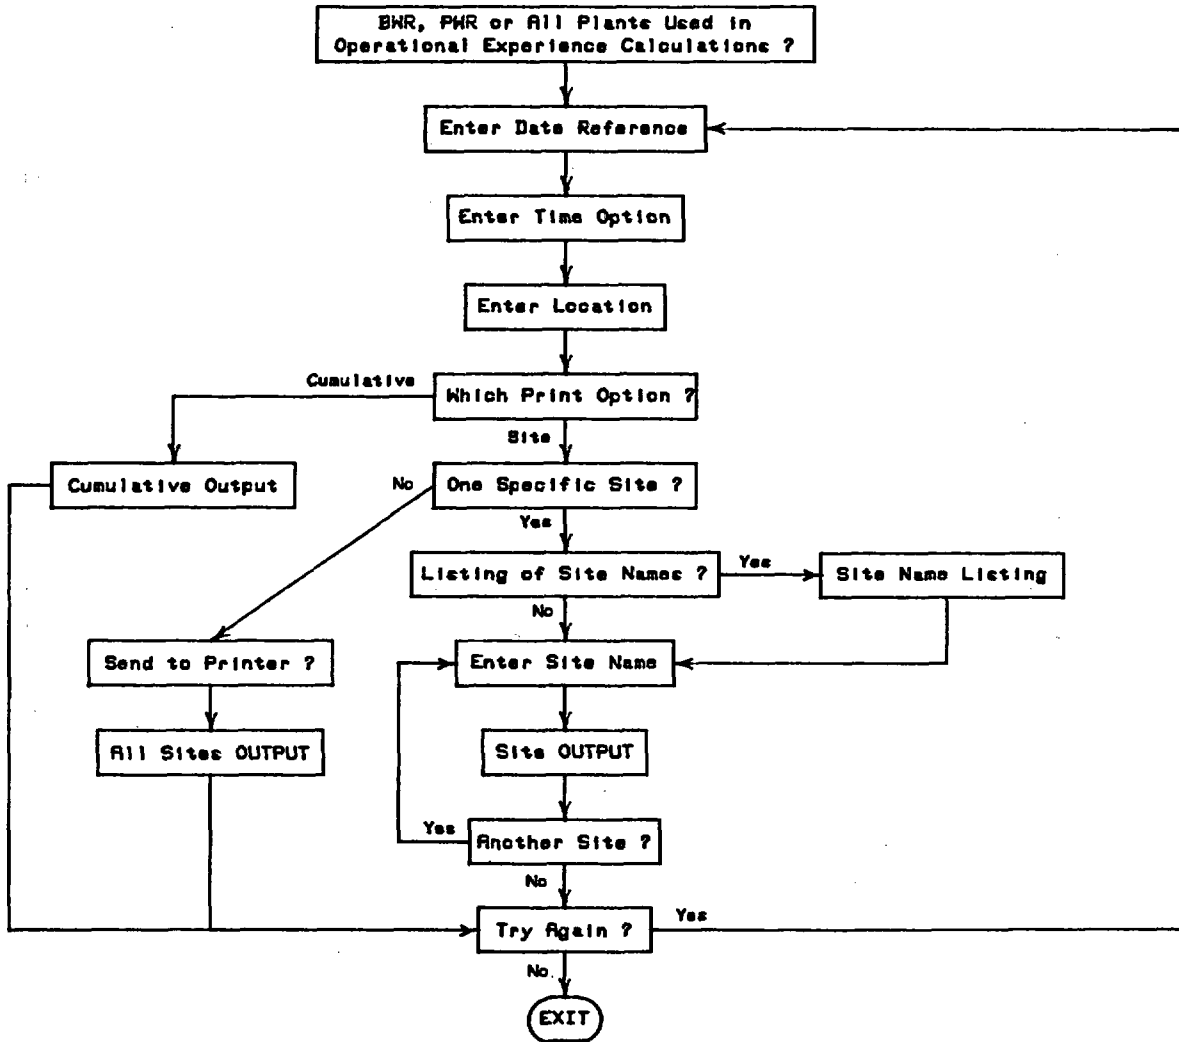 BWR, PWR or All Plants Used in
Operational Experience Calculations ?
Enter Date Reference
Enter Time Option
Enter Location
Cumulative
Which Print Option ?
Site
Cumulative Output
No
One Specific Site ?
Yes
Listing of Site Names ?
Yes
Site Name Listing
No
Send to Printer ?
Enter Site Name
All Sites OUTPUT
Site OUTPUT
Yes
Another Site ?
No
Try Again ?
Yes
No.
EXIT